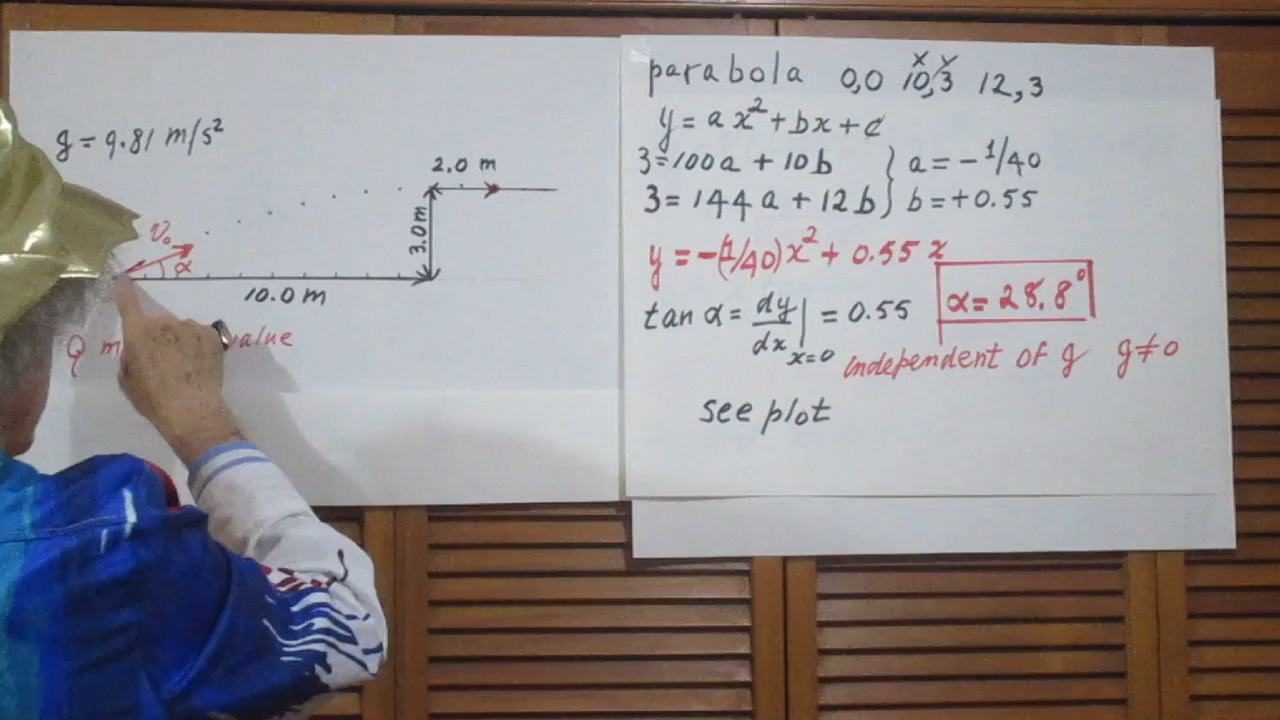 g = 9.81 m/s²
2.0 m
3.0 m
v₀
α
10.0 m
Q m value
parabola 0,0 10,3 12,3
x y
y = ax² + bx + c
3 = 100a + 10b
a = -1/40
3 = 144a + 12b
b = +0.55
y = -(1/40)x² + 0.55 x
tan α = dy/dx | x=0 = 0.55
α = 28.8°
independent of g g≠0
see plot